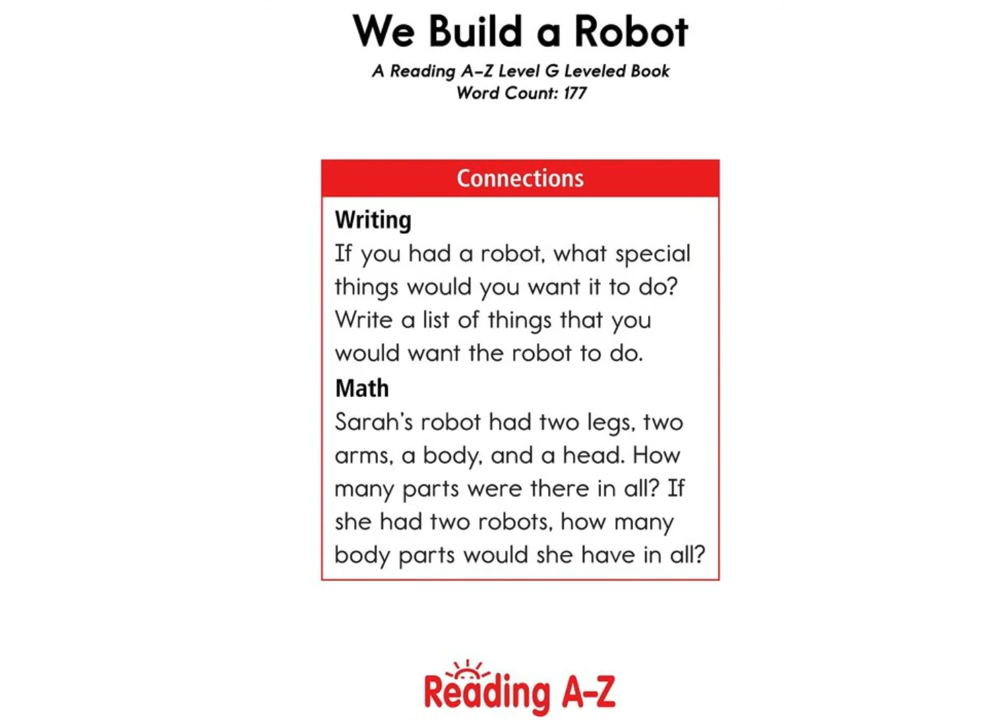 We Build a Robot
A Reading A–Z Level G Leveled Book
Word Count: 177
Connections
Writing
If you had a robot, what special
things would you want it to do?
Write a list of things that you
would want the robot to do.
Math
Sarah's robot had two legs, two
arms, a body, and a head. How
many parts were there in all? If
she had two robots, how many
body parts would she have in all?
Reading A-Z